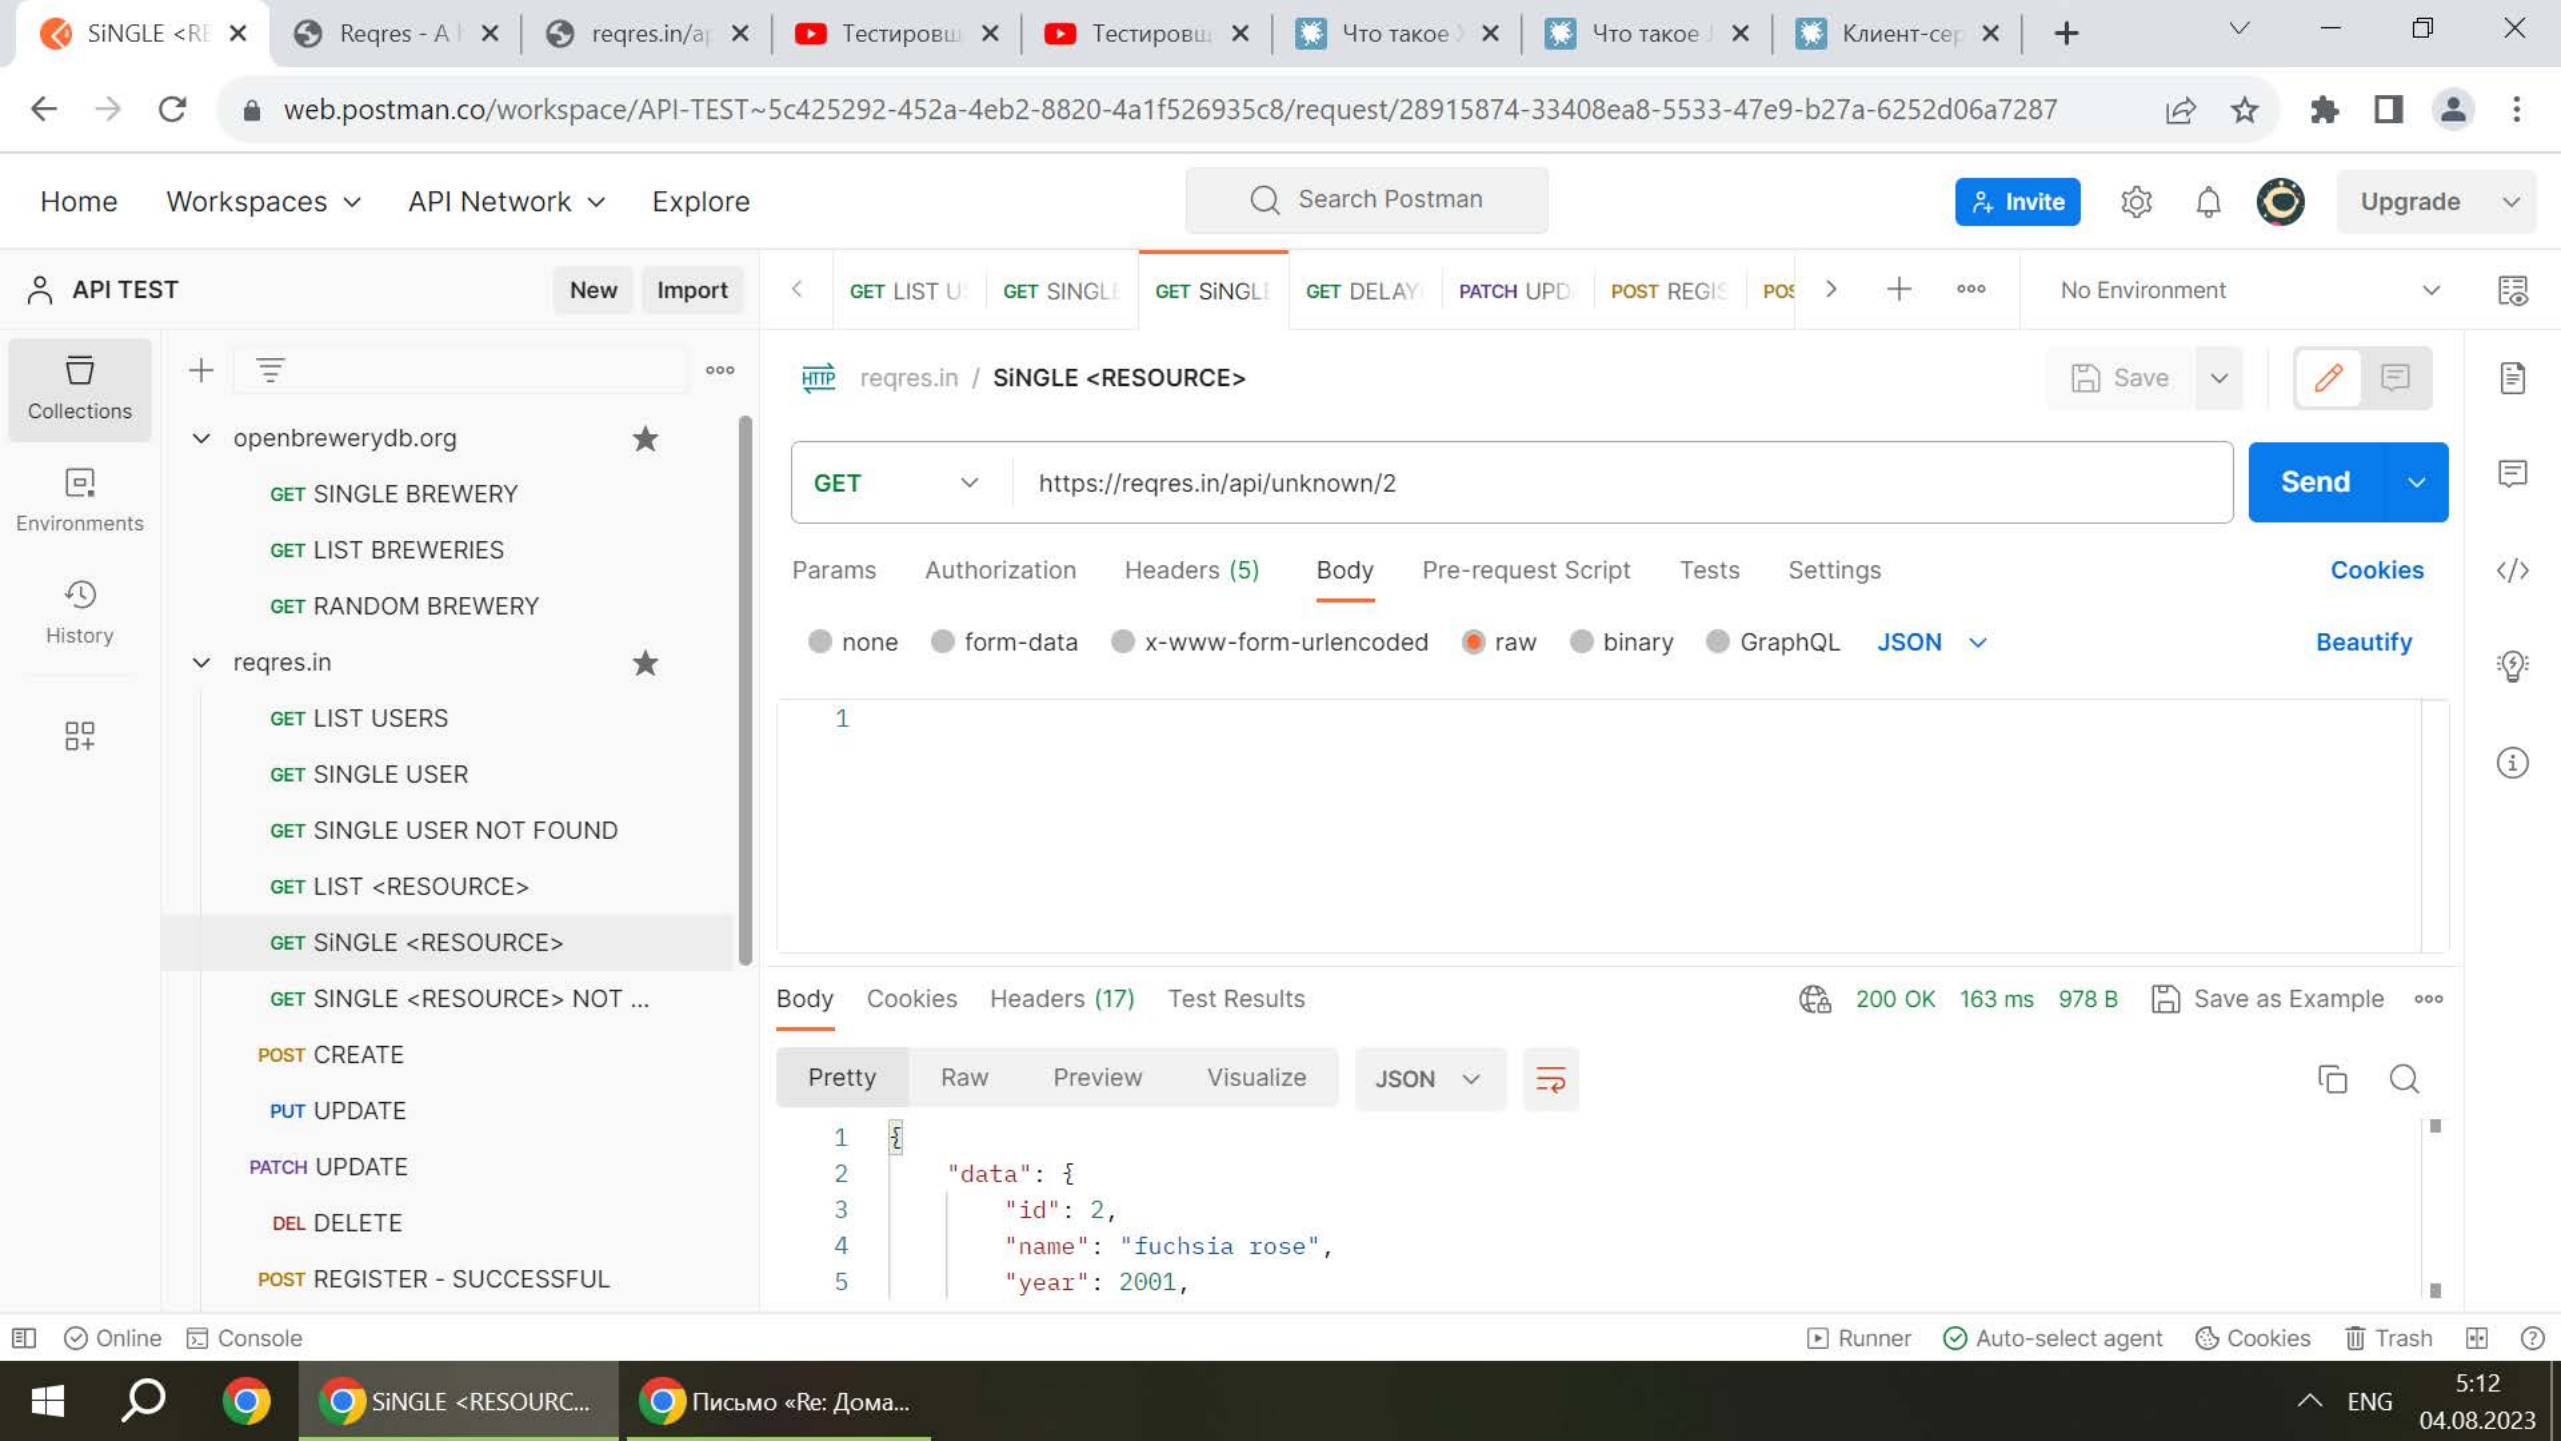 SiNGLE <RE
Reqres - A
reqres.in/ap
Тестировщ
Тестировщ
Что такое
Что такое
Клиент-сер
web.postman.co/workspace/API-TEST~5c425292-452a-4eb2-8820-4a1f526935c8/request/28915874-33408ea8-5533-47e9-b27a-6252d06a7287
Home Workspaces API Network Explore Search Postman Invite Upgrade
API TEST New Import
GET LIST US GET SINGLE GET SiNGLE GET DELAY PATCH UPD POST REGIS POS No Environment
Collections
Environments
History
openbrewerydb.org
GET SINGLE BREWERY
GET LIST BREWERIES
GET RANDOM BREWERY
reqres.in
GET LIST USERS
GET SINGLE USER
GET SINGLE USER NOT FOUND
GET LIST <RESOURCE>
GET SiNGLE <RESOURCE>
GET SINGLE <RESOURCE> NOT ...
POST CREATE
PUT UPDATE
PATCH UPDATE
DEL DELETE
POST REGISTER - SUCCESSFUL
HTTP reqres.in / SiNGLE <RESOURCE> Save
GET https://reqres.in/api/unknown/2 Send
Params Authorization Headers (5) Body Pre-request Script Tests Settings Cookies
none form-data x-www-form-urlencoded raw binary GraphQL JSON Beautify
1
Body Cookies Headers (17) Test Results 200 OK 163 ms 978 B Save as Example
Pretty Raw Preview Visualize JSON
1 {
2 "data": {
3 "id": 2,
4 "name": "fuchsia rose",
5 "year": 2001,
Online Console Runner Auto-select agent Cookies Trash
SiNGLE <RESOURC...
Письмо «Re: Дома...
ENG
5:12
04.08.2023